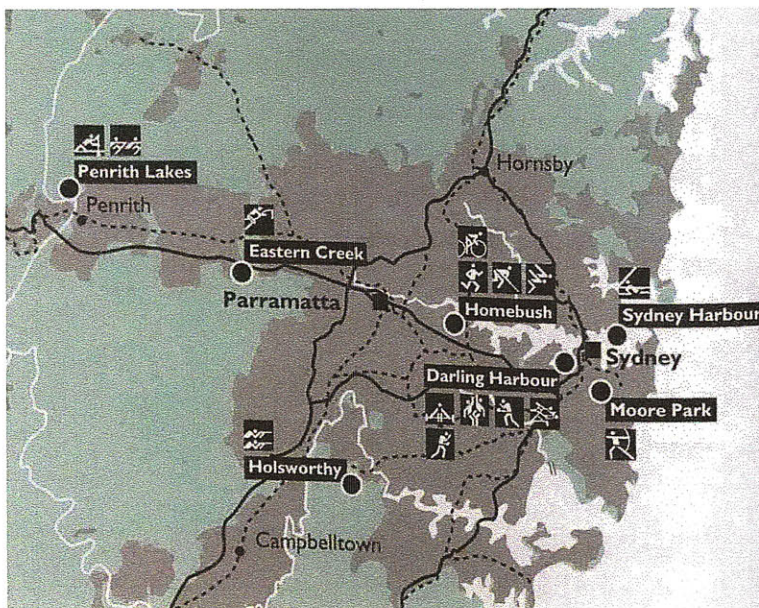 Hornsby
Penrith Lakes
Penrith
Eastern Creek
Parramatta
Homebush
Sydney Harbour
Sydney
Darling Harbour
Moore Park
Holsworthy
Campbelltown